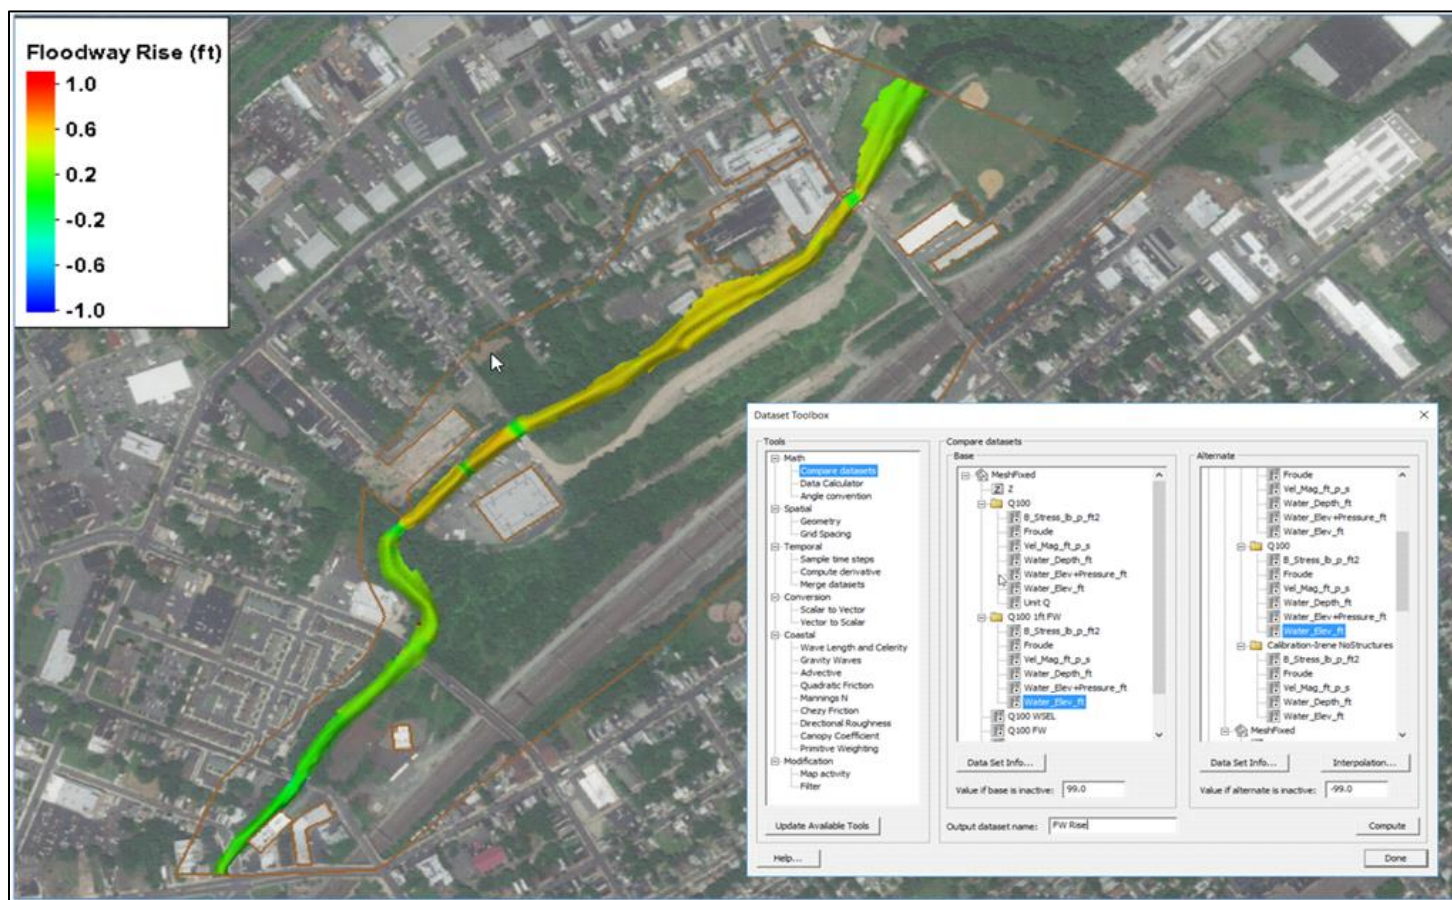 Floodway Rise (ft)
1.0
0.6
0.2
-0.2
-0.6
-1.0
Dataset Toolbox
Tools
Math
Compare datasets
Data Calculator
Angle convention
Spatial
Geometry
Grid Spacing
Temporal
Sample time steps
Compute derivative
Merge datasets
Conversion
Scalar to Vector
Vector to Scalar
Coastal
Wave Length and Celerity
Gravity Waves
Advective
Quadratic Friction
Mannings N
Chezy Friction
Directional Roughness
Canopy Coefficient
Primitive Weighting
Modification
Map activity
Filter
Update Available Tools
Help...
Compare datasets
Base
MeshFixed
Z
Q100
B_Stress_lb_p_ft2
Froude
Vel_Mag_ft_p_s
Water_Depth_ft
Water_Elev+Pressure_ft
Water_Elev_ft
Unit Q
Q100 1ft FW
B_Stress_lb_p_ft2
Froude
Vel_Mag_ft_p_s
Water_Depth_ft
Water_Elev+Pressure_ft
Water_Elev_ft
Q100 WSEL
Q100 FW
Data Set Info...
Value if base is inactive: 99.0
Alternate
Froude
Vel_Mag_ft_p_s
Water_Depth_ft
Water_Elev+Pressure_ft
Water_Elev_ft
Q100
B_Stress_lb_p_ft2
Froude
Vel_Mag_ft_p_s
Water_Depth_ft
Water_Elev+Pressure_ft
Water_Elev_ft
Calibration-Irene NoStructures
B_Stress_lb_p_ft2
Froude
Vel_Mag_ft_p_s
Water_Depth_ft
Water_Elev_ft
MeshFixed
Data Set Info... Interpolation...
Value if alternate is inactive: -99.0
Output dataset name: FW Rise
Compute
Done